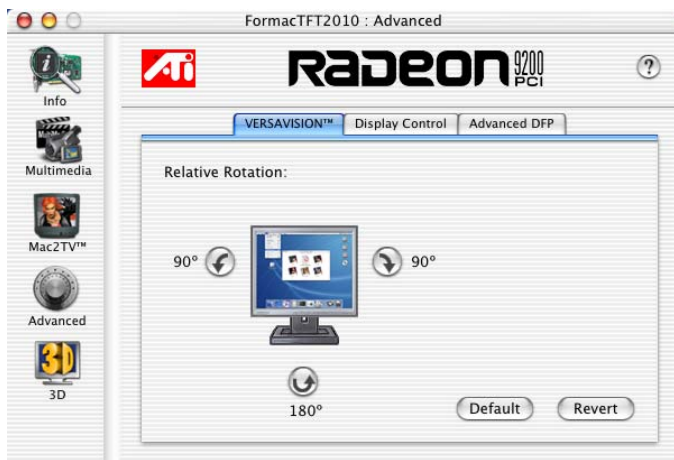 FormacTFT2010 : Advanced
Info
Multimedia
Mac2TV™
Advanced
3D
ATi
RADEON 9200 PCI
?
VERSAVISION™
Display Control
Advanced DFP
Relative Rotation:
90°
90°
180°
Default
Revert